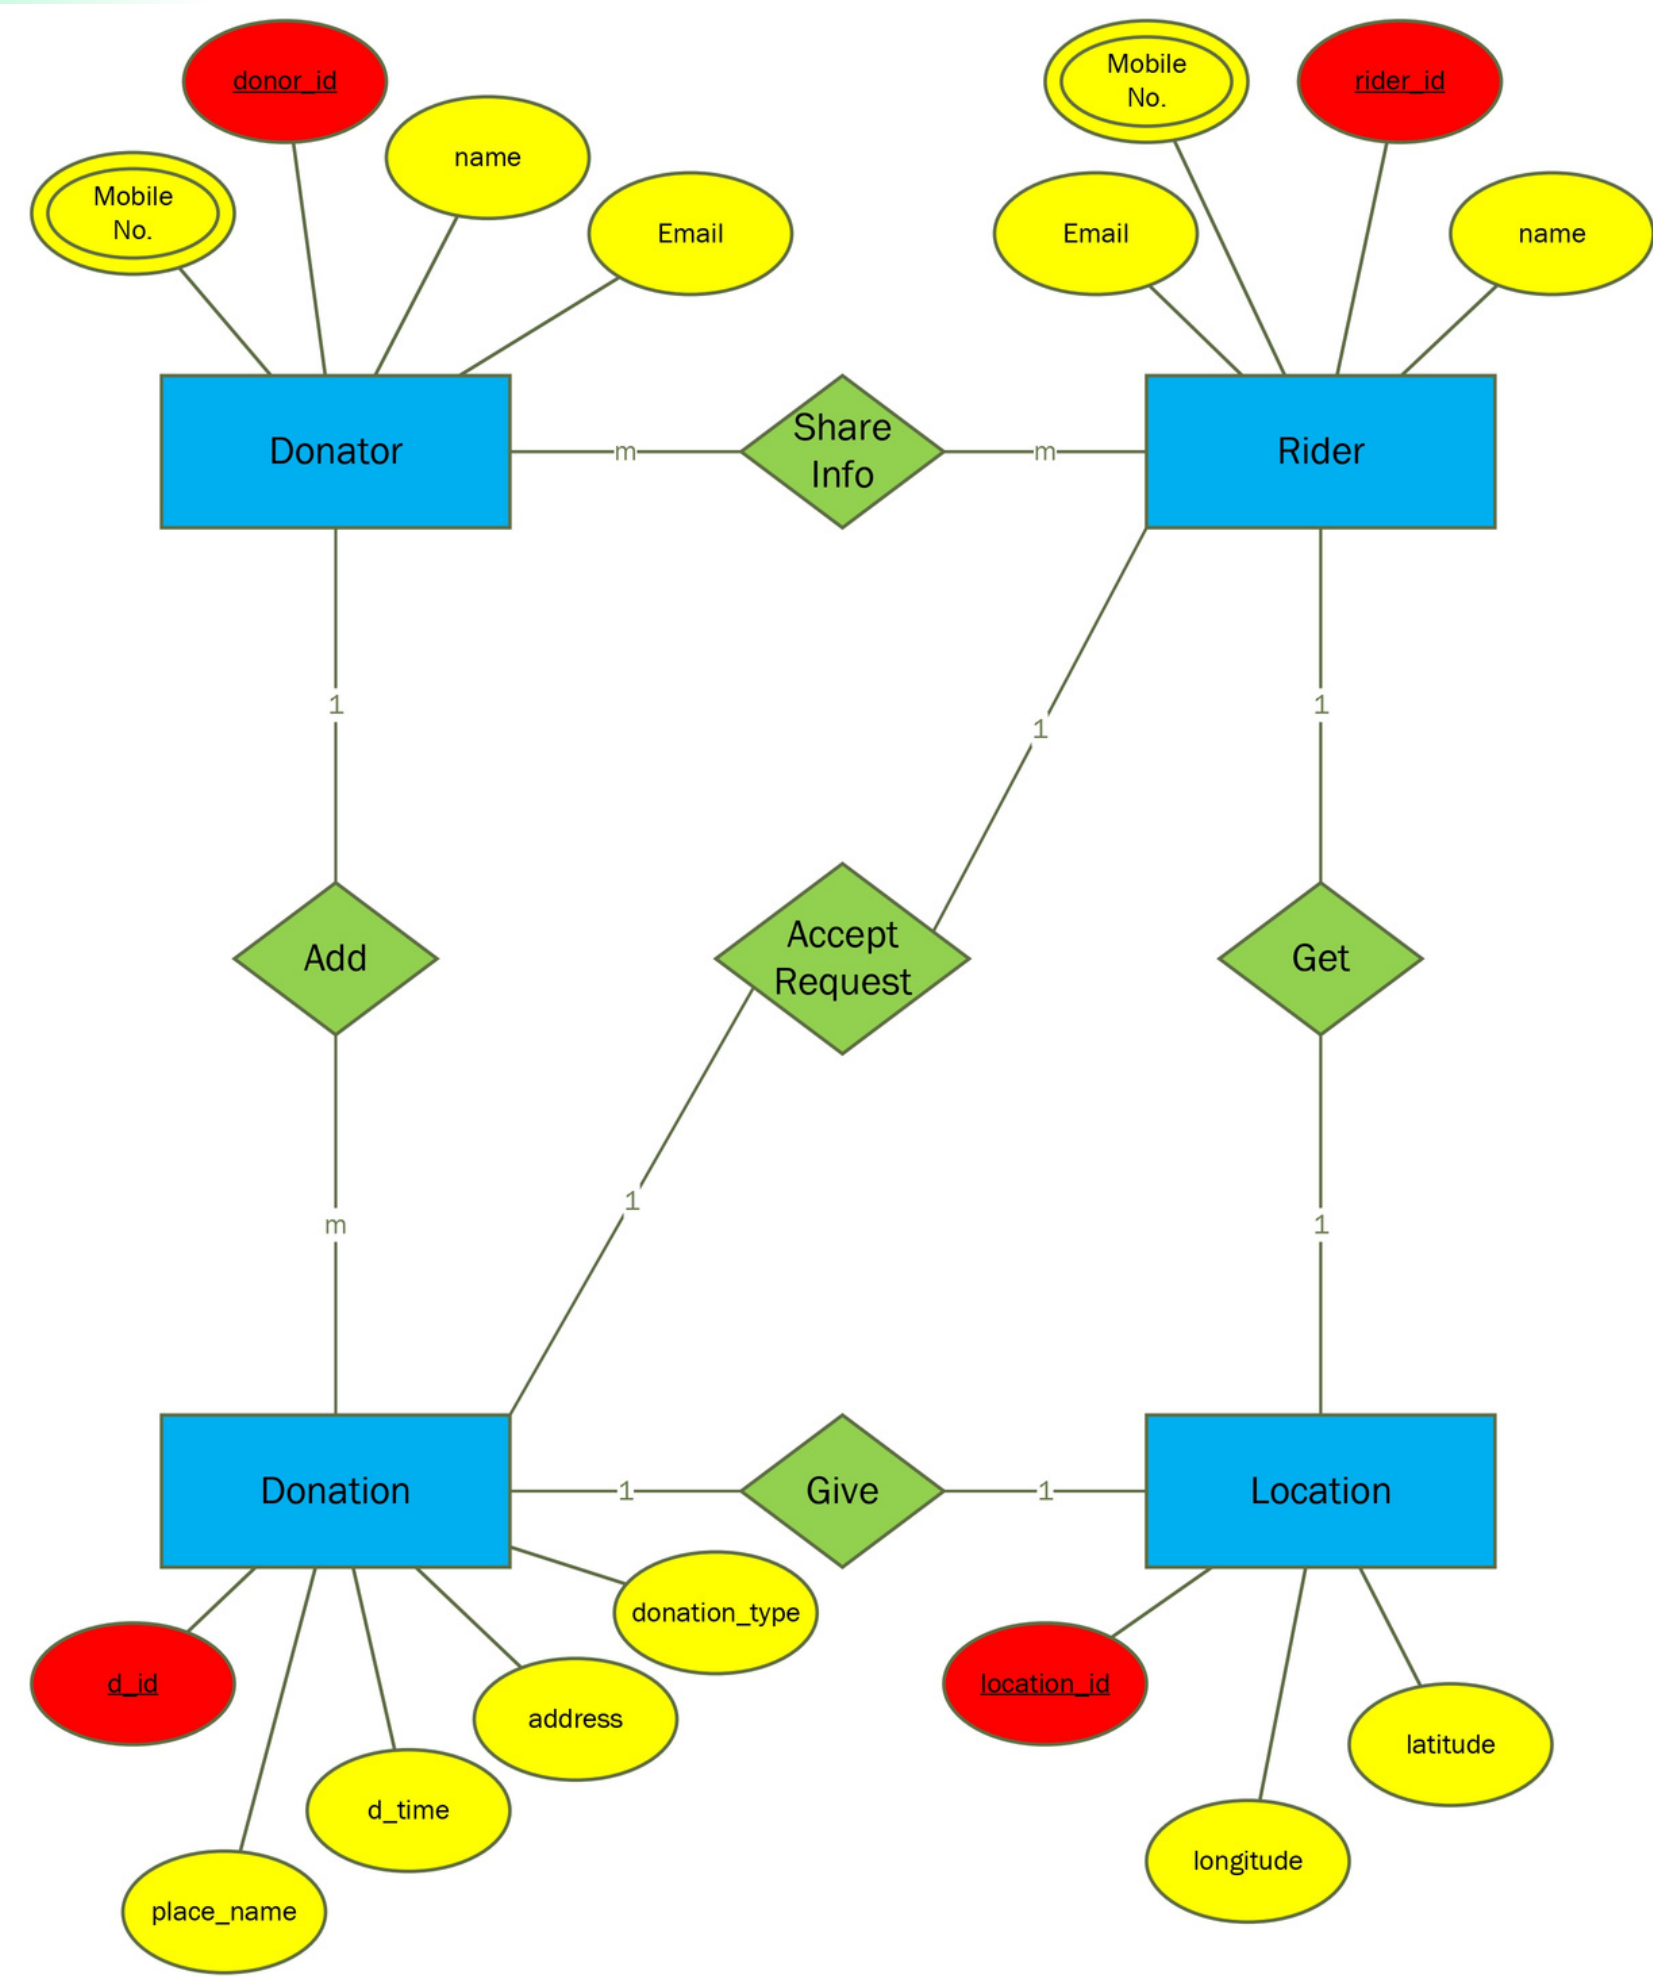 donor_id
Mobile
No.
name
Email
Mobile
No.
rider_id
Email
name
Donator
m
Share
Info
m
Rider
1
1
1
Add
Accept
Request
Get
m
1
1
Donation
1
Give
1
Location
donation_type
d_id
address
d_time
place_name
location_id
latitude
longitude